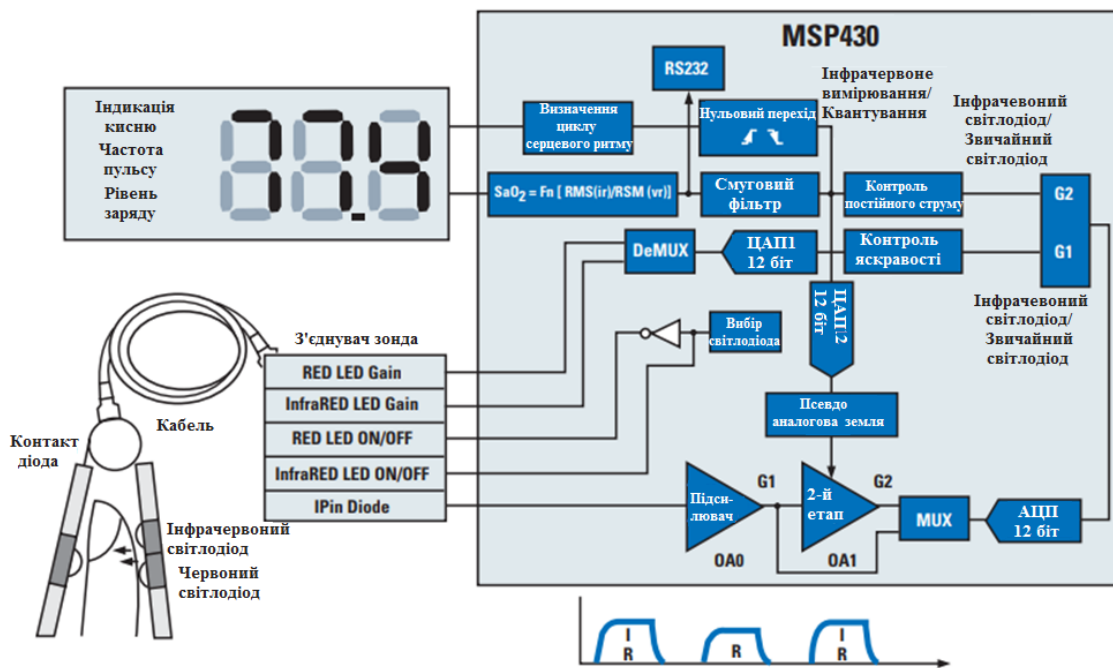 MSP430
RS232
Інфрачервоне
вимірювання/
Квантування
Інфрачевоний
світлодіод/
Звичайний
світлодіод
Індикація
кисню
Частота
пульсу
Рівень
заряду
77.4
Визначення
циклу
серцевого ритму
Нульовий перехід
SaO2 = Fn [ RMS(ir)/RSM (vr)]
Смуговий
фільтр
Контроль
постійного струму
G2
G1
DeMUX
ЦАП1
12 біт
Контроль
яскравості
ЦАП2
12 біт
Інфрачевоний
світлодіод/
Звичайний
світлодіод
Вибір
світлодіода
З'єднувач зонда
RED LED Gain
InfraRED LED Gain
RED LED ON/OFF
InfraRED LED ON/OFF
IPin Diode
Кабель
Контакт
діода
Інфрачервоний
світлодіод
Червоний
світлодіод
Псевдо
аналогова земля
Підси-
лювач
G1
OA0
2-й
етап
G2
OA1
MUX
АЦП
12 біт
I
R
R
I
R